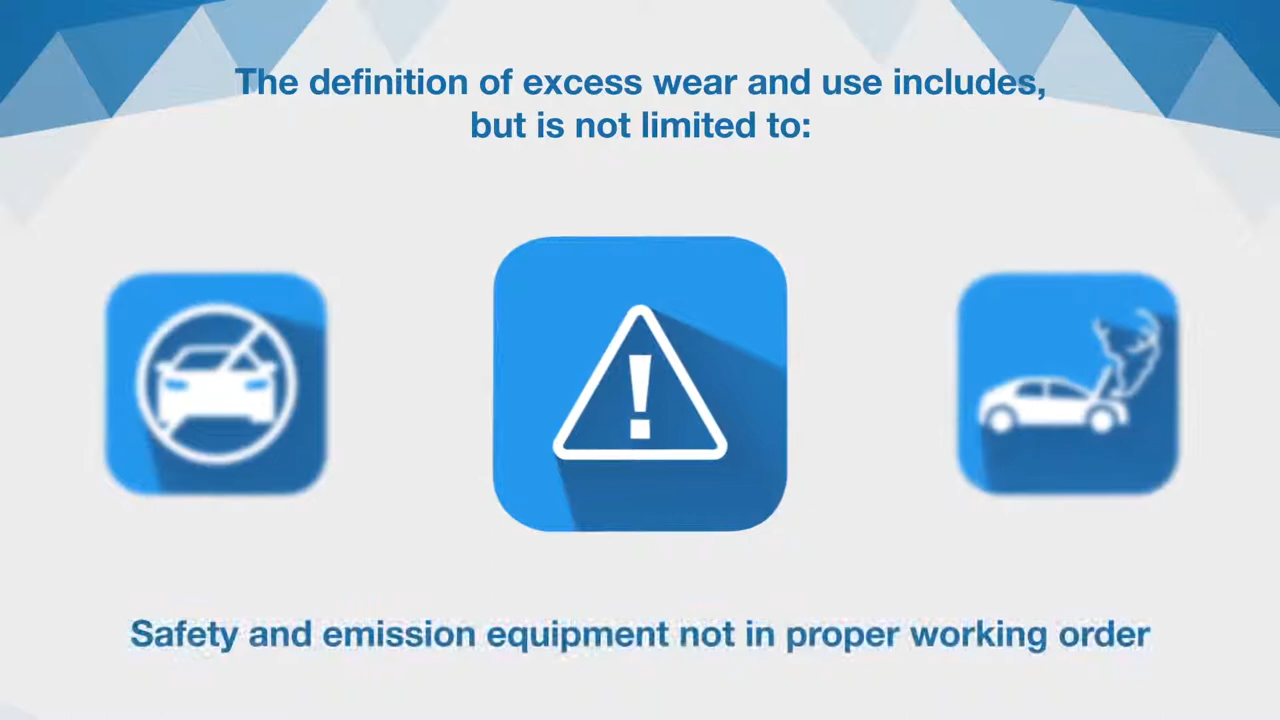 The definition of excess wear and use includes,
but is not limited to:
Safety and emission equipment not in proper working order